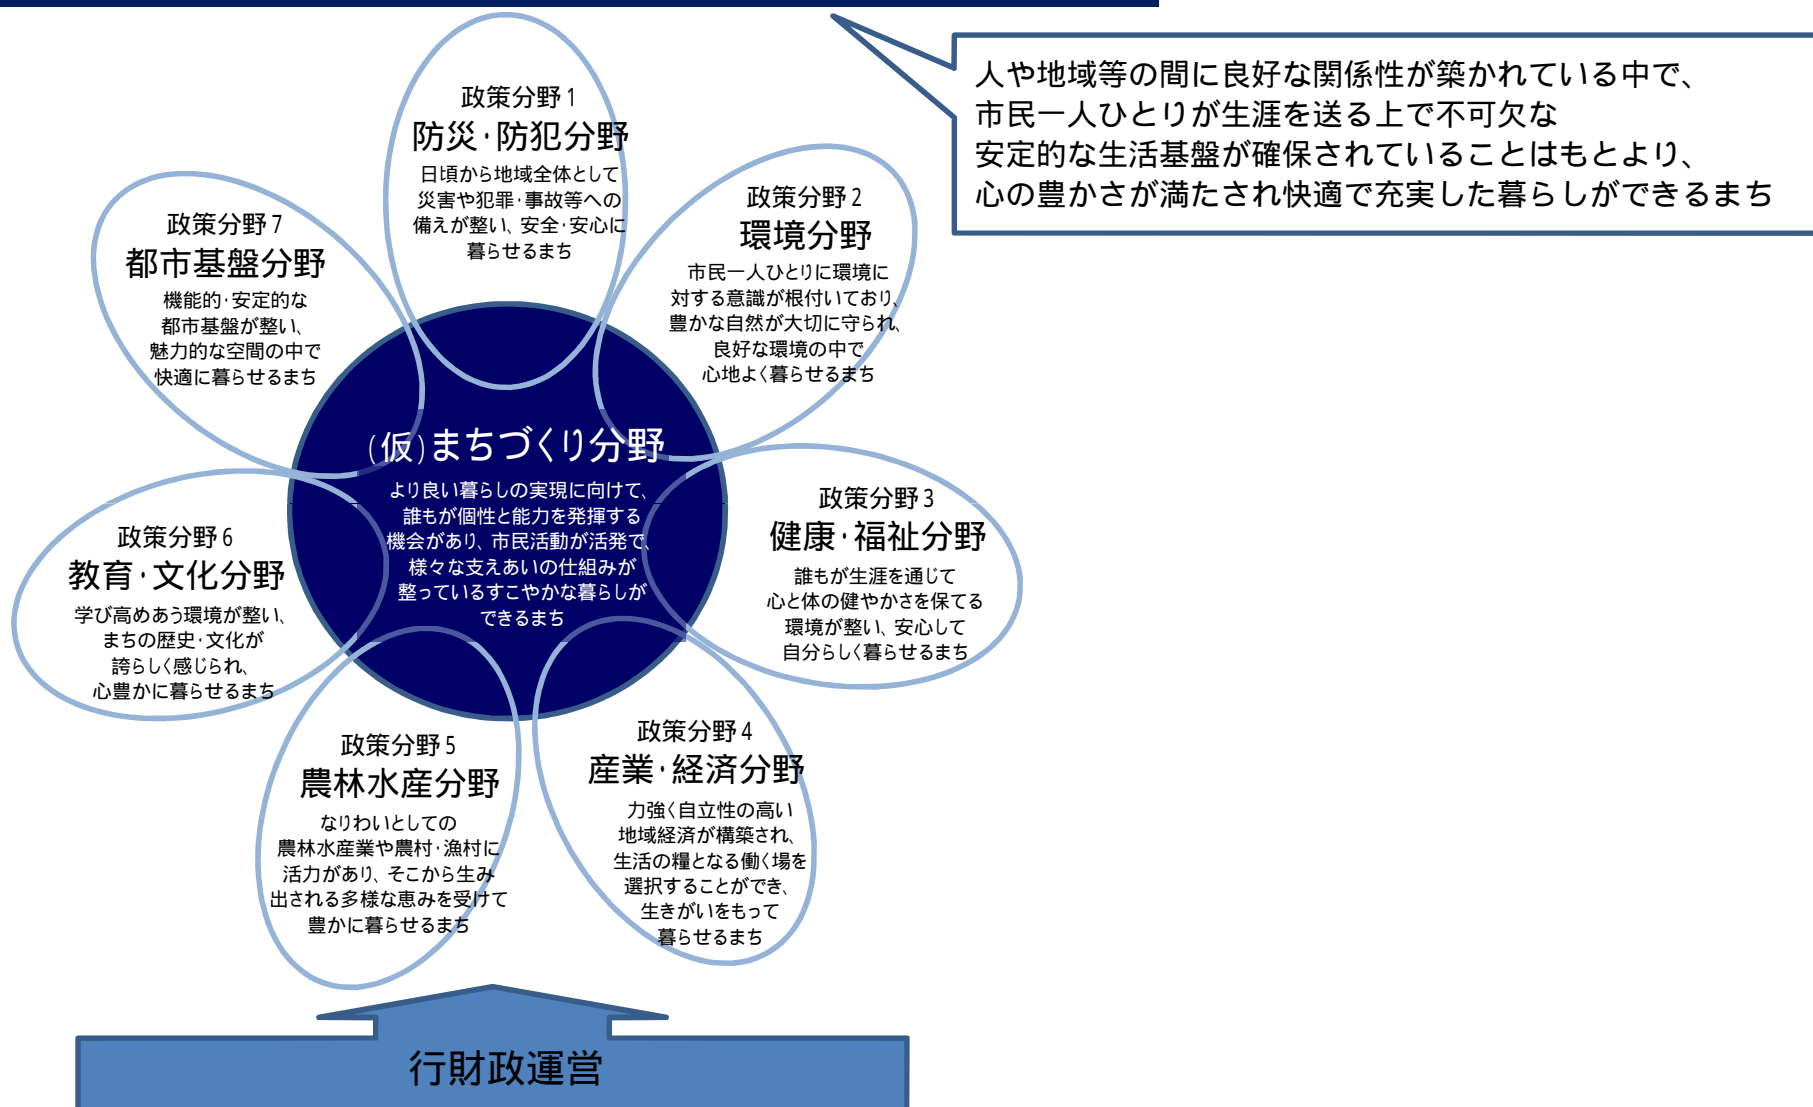 人や地域等の間に良好な関係性が築かれている中で、
市民一人ひとりが生涯を送る上で不可欠な
安定的な生活基盤が確保されていることはもとより、
心の豊かさが満たされ快適で充実した暮らしができるまち
政策分野1
防災・防犯分野
日頃から地域全体として
災害や犯罪・事故等への
備えが整い、安全・安心に
暮らせるまち
政策分野2
環境分野
市民一人ひとりに環境に
対する意識が根付いており、
豊かな自然が大切に守られ、
良好な環境の中で
心地よく暮らせるまち
政策分野7
都市基盤分野
機能的・安定的な
都市基盤が整い、
魅力的な空間の中で
快適に暮らせるまち
(仮)まちづくり分野
より良い暮らしの実現に向けて、
誰もが個性と能力を発揮する
機会があり、市民活動が活発で、
様々な支えあいの仕組みが
整っているすこやかな暮らしが
できるまち
政策分野3
健康・福祉分野
誰もが生涯を通じて
心と体の健やかさを保てる
環境が整い、安心して
自分らしく暮らせるまち
政策分野6
教育・文化分野
学び高めあう環境が整い、
まちの歴史・文化が
誇らしく感じられ、
心豊かに暮らせるまち
政策分野5
農林水産分野
なりわいとしての
農林水産業や農村・漁村に
活力があり、そこから生み
出される多様な恵みを受けて
豊かに暮らせるまち
政策分野4
産業・経済分野
力強く自立性の高い
地域経済が構築され、
生活の糧となる働く場を
選択することができ、
生きがいをもって
暮らせるまち
行財政運営